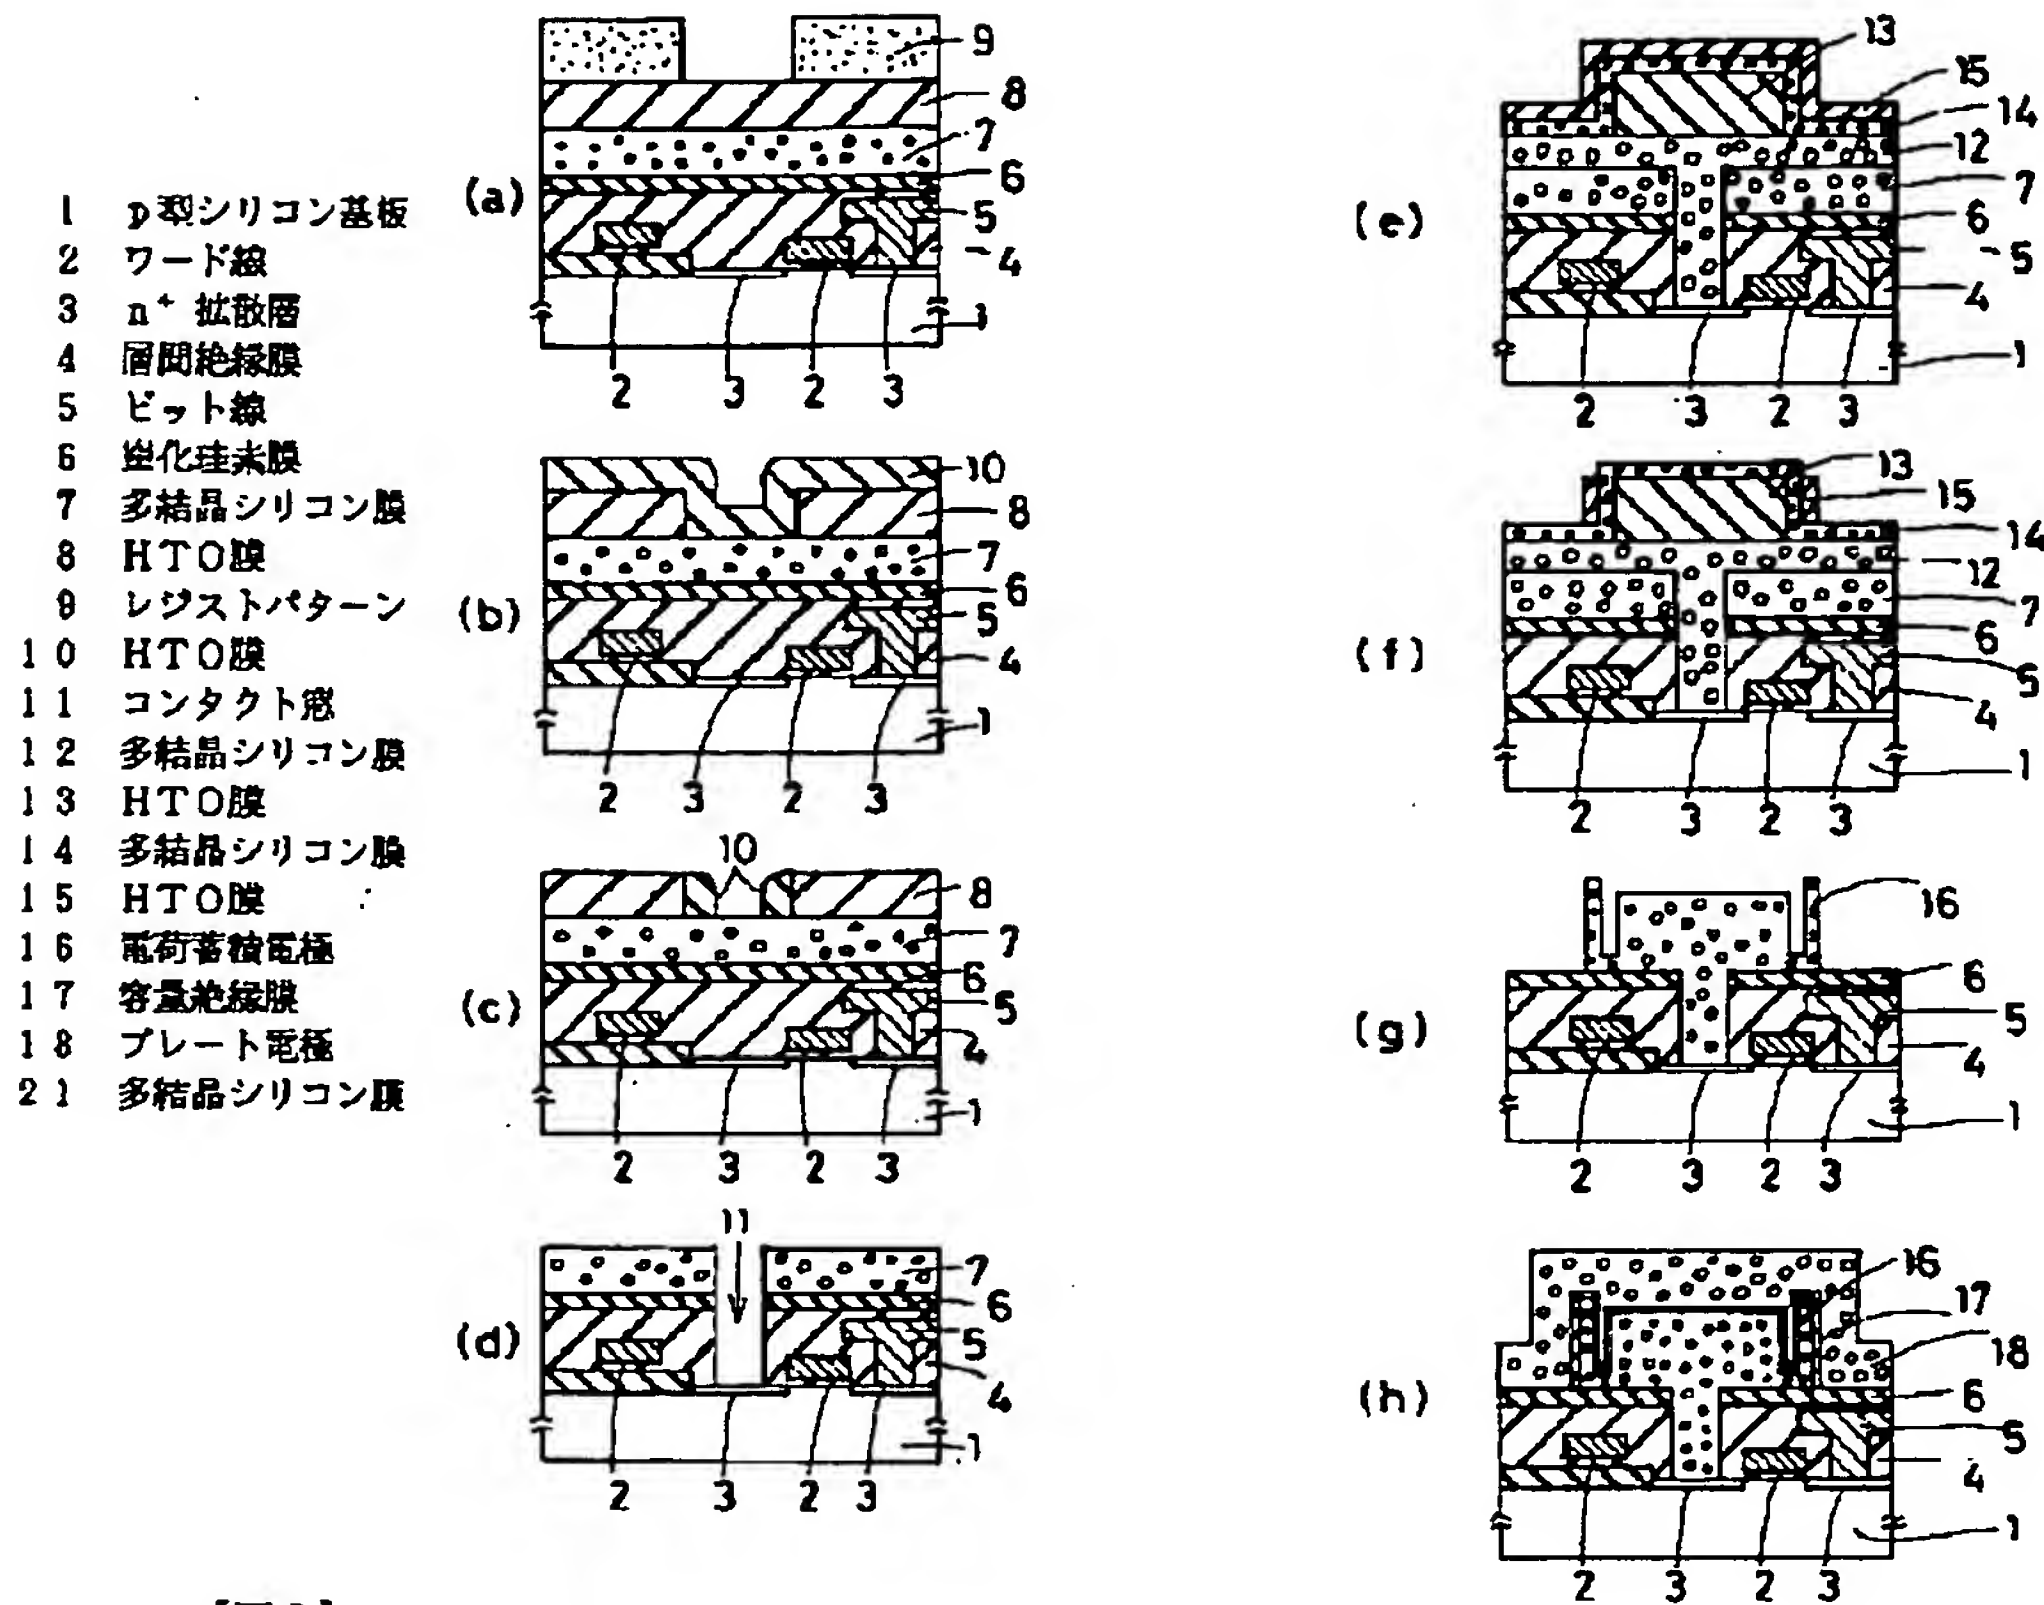 1 p型シリコン基板
2 ワード線
3 n+ 拡散層
4 層間絶縁膜
5 ビット線
6 窒化珪素膜
7 多結晶シリコン膜
8 HTO膜
9 レジストパターン
10 HTO膜
11 コンタクト窓
12 多結晶シリコン膜
13 HTO膜
14 多結晶シリコン膜
15 HTO膜
16 電荷蓄積電極
17 容量絶縁膜
18 プレート電極
21 多結晶シリコン膜
(a)
9
8
7
6
5
4
1
2 3 2 3
(b)
10
8
7
6
5
4
1
2 3 2 3
(c)
10
8
7
6
5
4
1
2 3 2 3
(d)
11
7
6
5
4
1
2 3 2 3
(e)
13
15
14
12
7
6
5
4
1
2 3 2 3
(f)
13
15
14
12
7
6
5
4
1
2 3 2 3
(g)
16
6
5
4
1
2 3 2 3
(h)
16
17
18
6
5
4
1
2 3 2 3